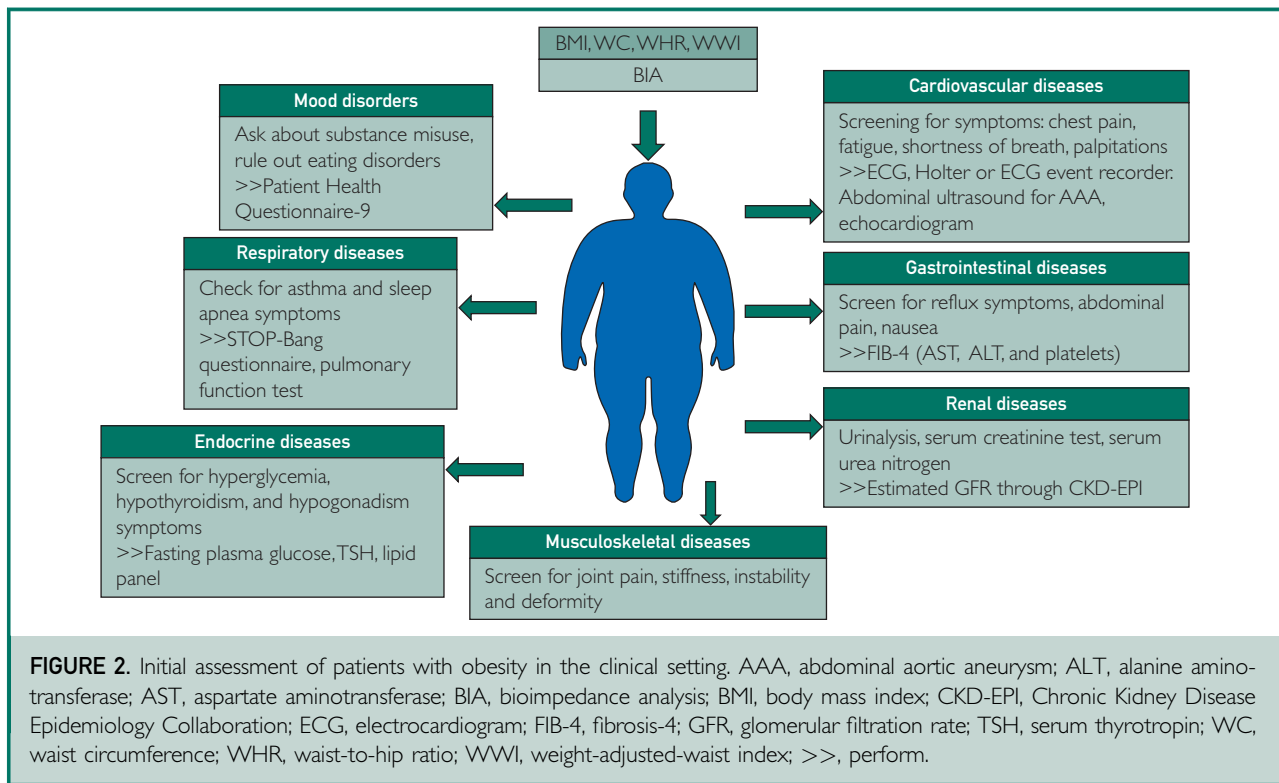 BMI, WC, WHR, WWI
BIA
Mood disorders
Ask about substance misuse,
rule out eating disorders
>>Patient Health
Questionnaire-9
Respiratory diseases
Check for asthma and sleep
apnea symptoms
>>STOP-Bang
questionnaire, pulmonary
function test
Endocrine diseases
Screen for hyperglycemia,
hypothyroidism, and hypogonadism
symptoms
>>Fasting plasma glucose, TSH, lipid
panel
Cardiovascular diseases
Screening for symptoms: chest pain,
fatigue, shortness of breath, palpitations
>>ECG, Holter or ECG event recorder.
Abdominal ultrasound for AAA,
echocardiogram
Gastrointestinal diseases
Screen for reflux symptoms, abdominal
pain, nausea
>>FIB-4 (AST, ALT, and platelets)
Renal diseases
Urinalysis, serum creatinine test, serum
urea nitrogen
>>Estimated GFR through CKD-EPI
Musculoskeletal diseases
Screen for joint pain, stiffness, instability
and deformity
FIGURE 2. Initial assessment of patients with obesity in the clinical setting. AAA, abdominal aortic aneurysm; ALT, alanine amino-
transferase; AST, aspartate aminotransferase; BIA, bioimpedance analysis; BMI, body mass index; CKD-EPI, Chronic Kidney Disease
Epidemiology Collaboration; ECG, electrocardiogram; FIB-4, fibrosis-4; GFR, glomerular filtration rate; TSH, serum thyrotropin; WC,
waist circumference; WHR, waist-to-hip ratio; WWI, weight-adjusted-waist index; >>, perform.